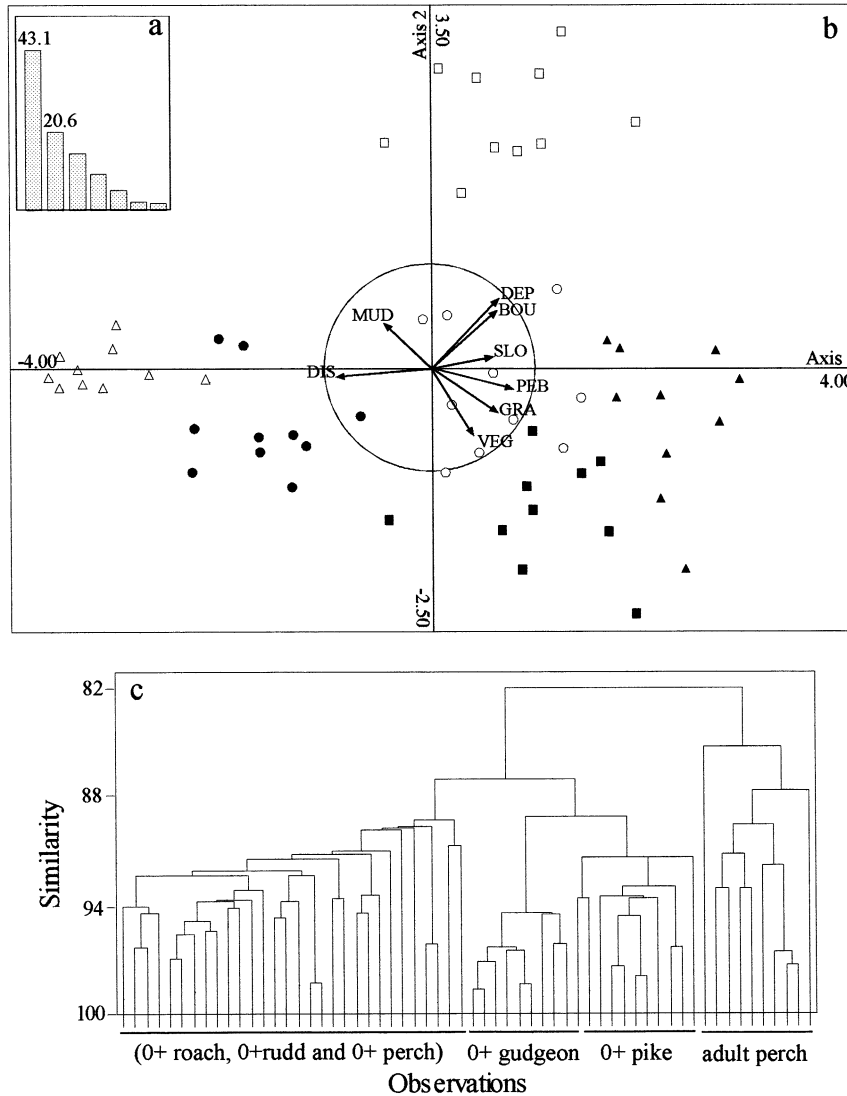 a
43.1
20.6
Axis 2
3.50
b
DEP
BOU
MUD
SLO
-4.00
Axis
DIS
PEB
4.00
GRA
VEG
-2.50
c
82
88
94
100
Similarity
(0+ roach, 0+rudd and 0+ perch)
0+ gudgeon
0+ pike
adult perch
Observations